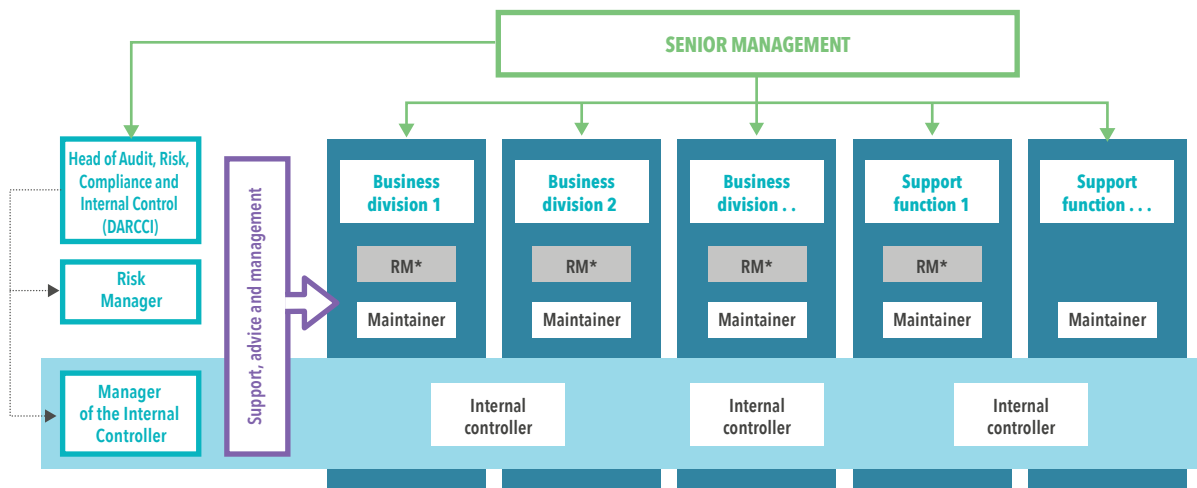 SENIOR MANAGEMENT
Head of Audit, Risk,
Compliance and
Internal Control
(DARCCI)
Risk
Manager
Manager
of the Internal
Controller
Support, advice and management
Business
division 1
Business
division 2
Business
division . .
Support
function 1
Support
function . . .
RM*
RM*
RM*
RM*
Maintainer
Maintainer
Maintainer
Maintainer
Maintainer
Internal
controller
Internal
controller
Internal
controller